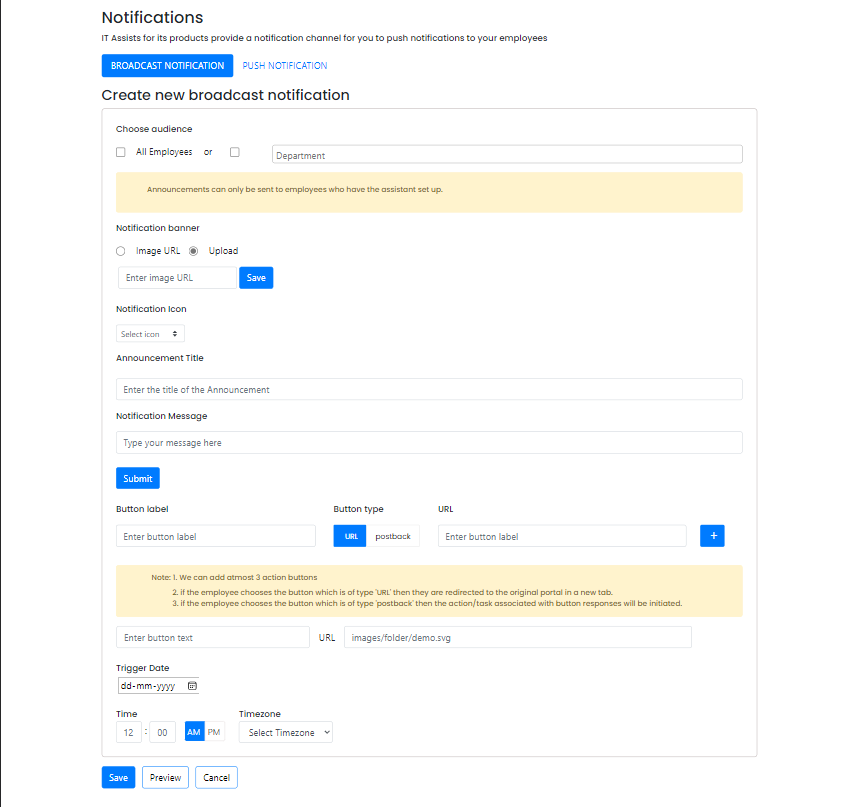 Notifications
IT Assists for its products provide a notification channel for you to push notifications to your employees
BROADCAST NOTIFICATION PUSH NOTIFICATION
Create new broadcast notification
Choose audience
All Employees or Department
Announcements can only be sent to employees who have the assistant set up.
Notification banner
Image URL Upload
Enter image URL Save
Notification Icon
Select icon
Announcement Title
Enter the title of the Announcement
Notification Message
Type your message here
Submit
Button label Button type URL
Enter button label URL postback Enter button label +
Note: 1. We can add atmost 3 action buttons
2. if the employee chooses the button which is of type 'URL' then they are redirected to the original portal in a new tab.
3. if the employee chooses the button which is of type 'postback' then the action/task associated with button responses will be initiated.
Enter button text URL images/folder/demo.svg
Trigger Date
dd-mm-yyyy
Time Timezone
12 : 00 AM PM Select Timezone
Save Preview Cancel